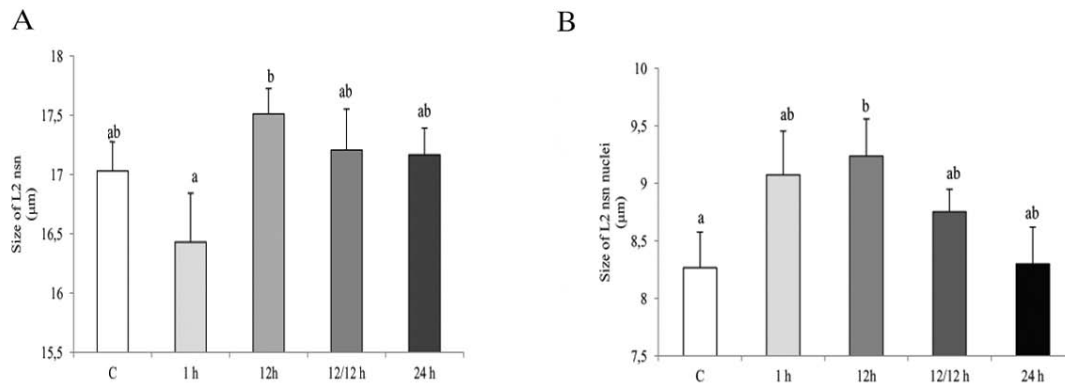 A
Size of L2 nsn
(µm)
18
17,5
17
16,5
16
15,5
ab
a
b
ab
ab
C
1 h
12h
12/12 h
24 h
B
Size of L2 nsn nuclei
(µm)
10
9,5
9
8,5
8
7,5
a
ab
b
ab
ab
C
1 h
12h
12/12 h
24 h